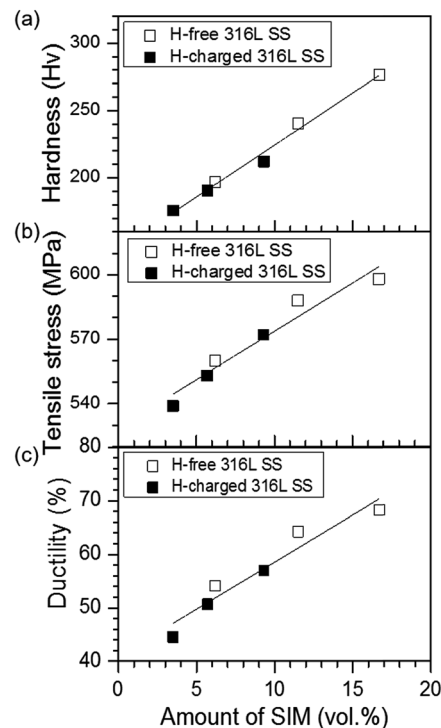 (a)
H-free 316L SS
H-charged 316L SS
300
250
200
Hardness (Hv)
(b)
H-free 316L SS
H-charged 316L SS
600
570
540
Tensile stress (MPa)
80
(c)
H-free 316L SS
H-charged 316L SS
70
60
50
40
Ductility (%)
0 5 10 15 20
Amount of SIM (vol.%)